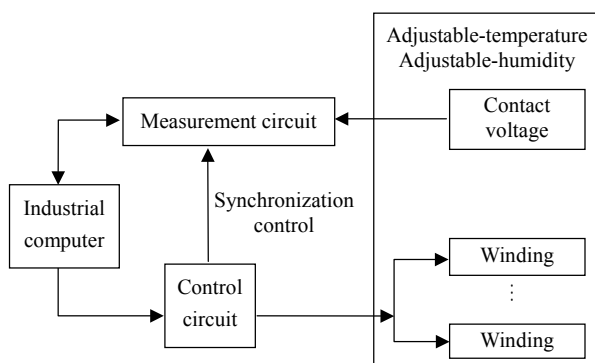 Adjustable-temperature
Adjustable-humidity
Measurement circuit
Contact
voltage
Synchronization
control
Industrial
computer
Control
circuit
Winding
⋮
Winding